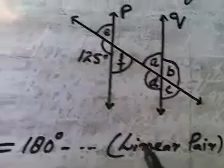 P q
e
125° f a b
d c
= 180° - - - (Linear Pair)